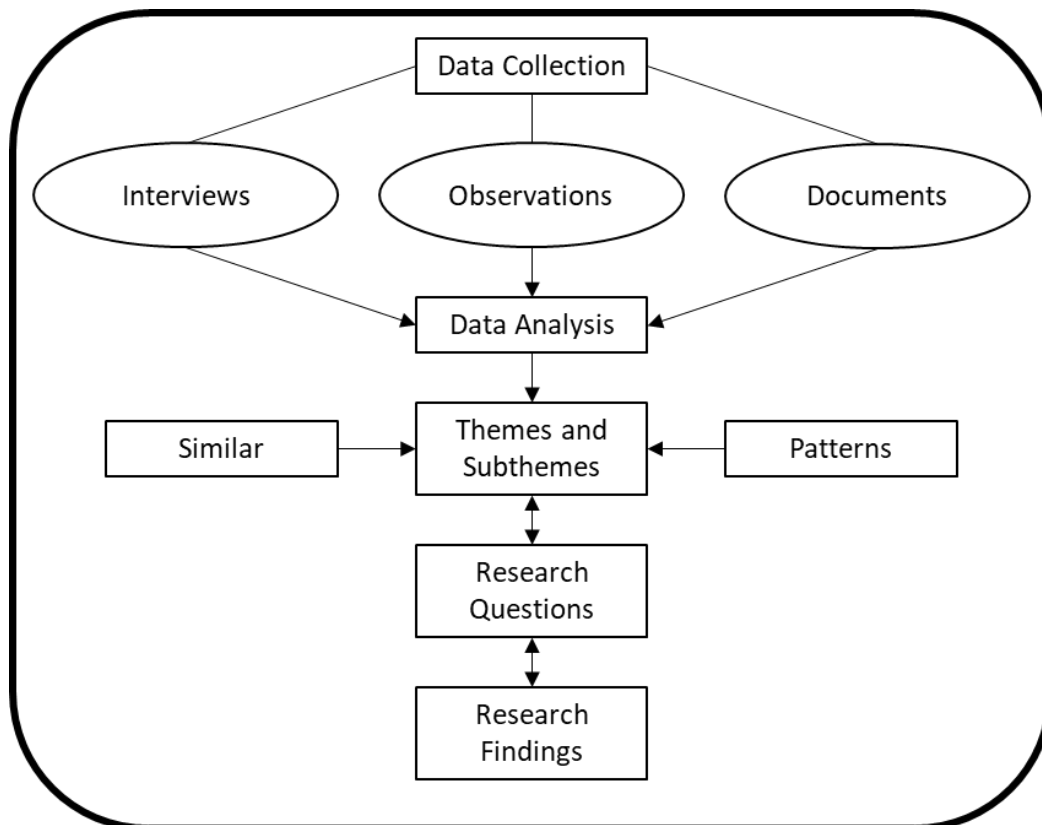 Data Collection
Interviews
Observations
Documents
Data Analysis
Similar
Themes and
Subthemes
Patterns
Research
Questions
Research
Findings